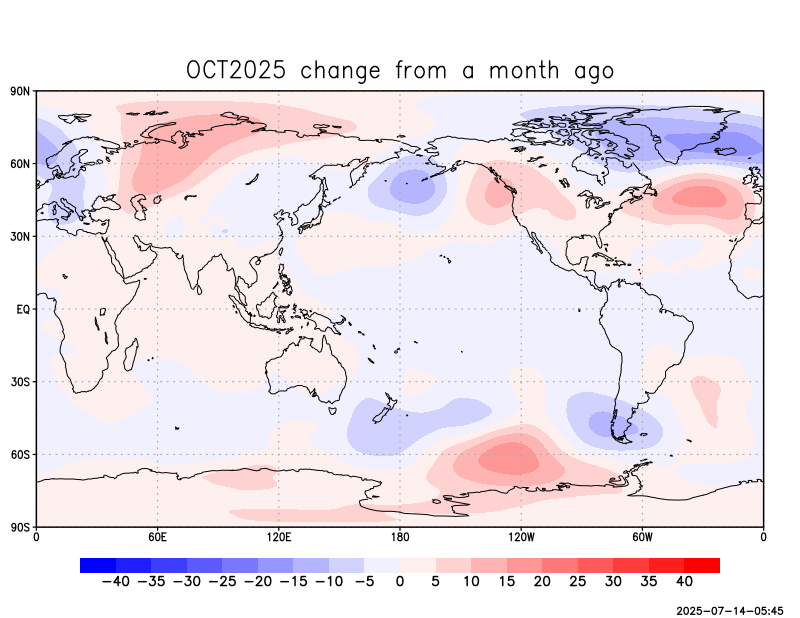 OCT2025 change from a month ago
90N
60N
30N
EQ
30S
60S
90S
0 60E 120E 180 120W 60W 0
−40 −35 −30 −25 −20 −15 −10 −5 0 5 10 15 20 25 30 35 40
2025-07-14-05:45